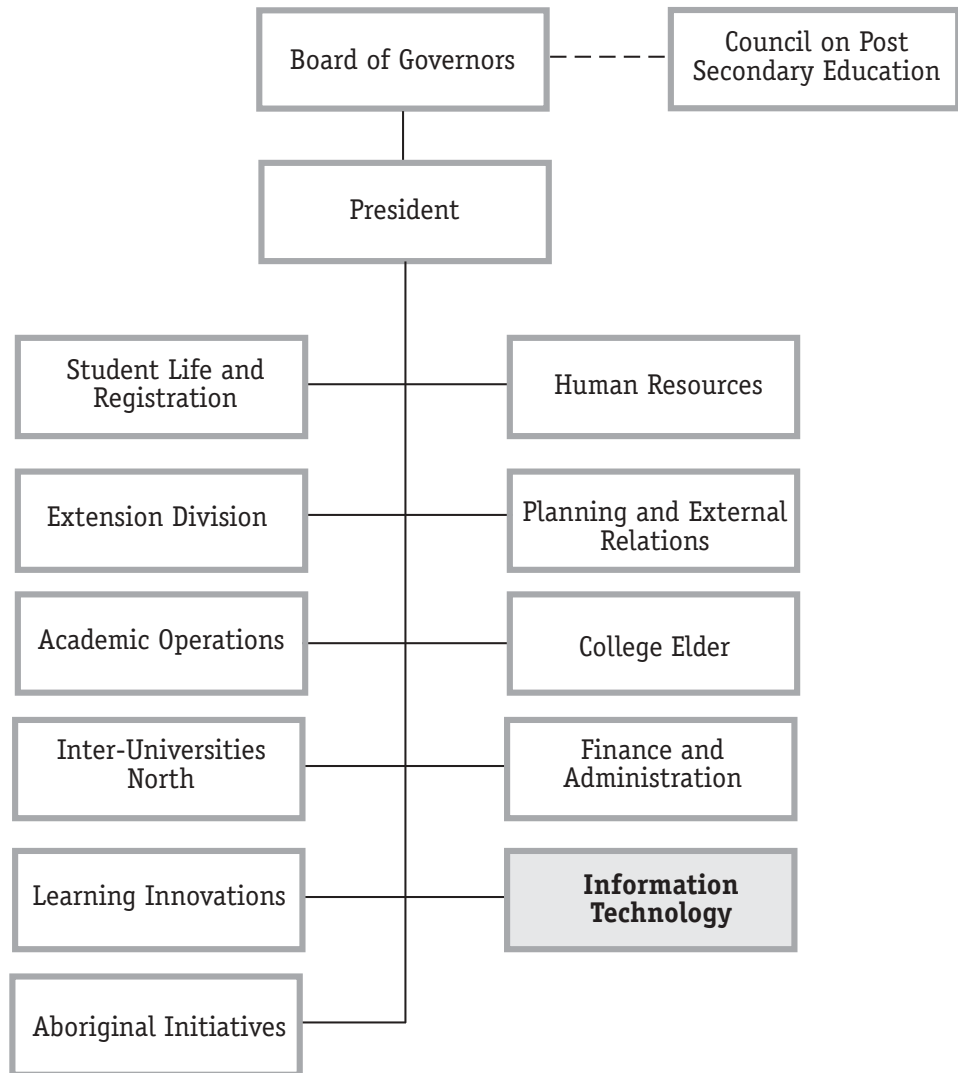 Board of Governors
Council on Post
Secondary Education
President
Student Life and
Registration
Human Resources
Extension Division
Planning and External
Relations
Academic Operations
College Elder
Inter-Universities
North
Finance and
Administration
Learning Innovations
Information
Technology
Aboriginal Initiatives